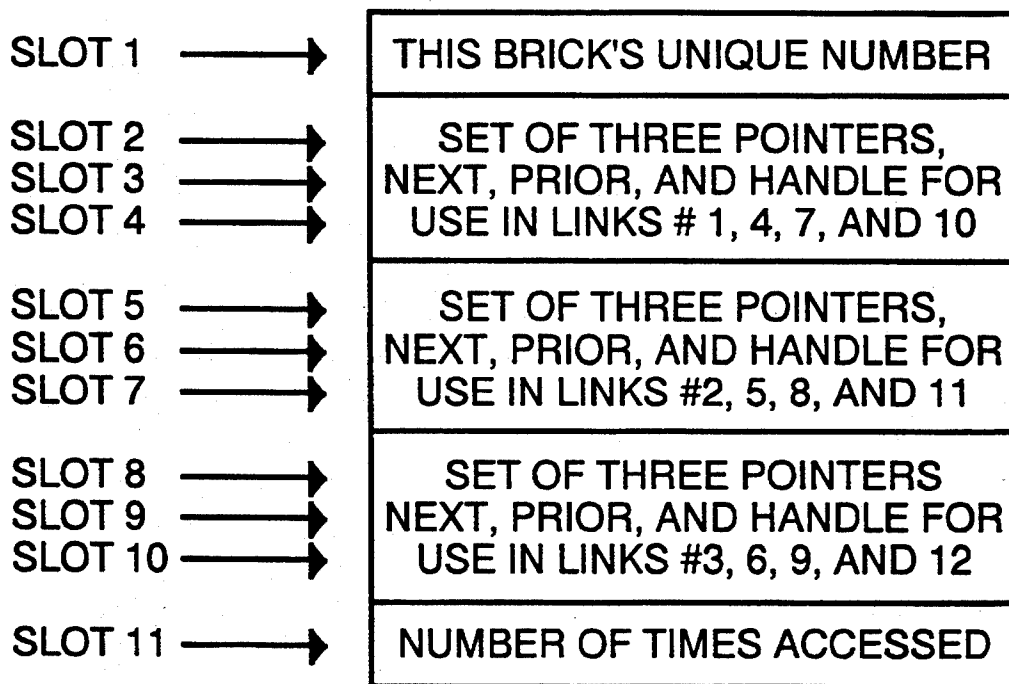 SLOT 1 THIS BRICK'S UNIQUE NUMBER
SLOT 2 SET OF THREE POINTERS,
SLOT 3 NEXT, PRIOR, AND HANDLE FOR
SLOT 4 USE IN LINKS # 1, 4, 7, AND 10
SLOT 5 SET OF THREE POINTERS,
SLOT 6 NEXT, PRIOR, AND HANDLE FOR
SLOT 7 USE IN LINKS #2, 5, 8, AND 11
SLOT 8 SET OF THREE POINTERS
SLOT 9 NEXT, PRIOR, AND HANDLE FOR
SLOT 10 USE IN LINKS #3, 6, 9, AND 12
SLOT 11 NUMBER OF TIMES ACCESSED